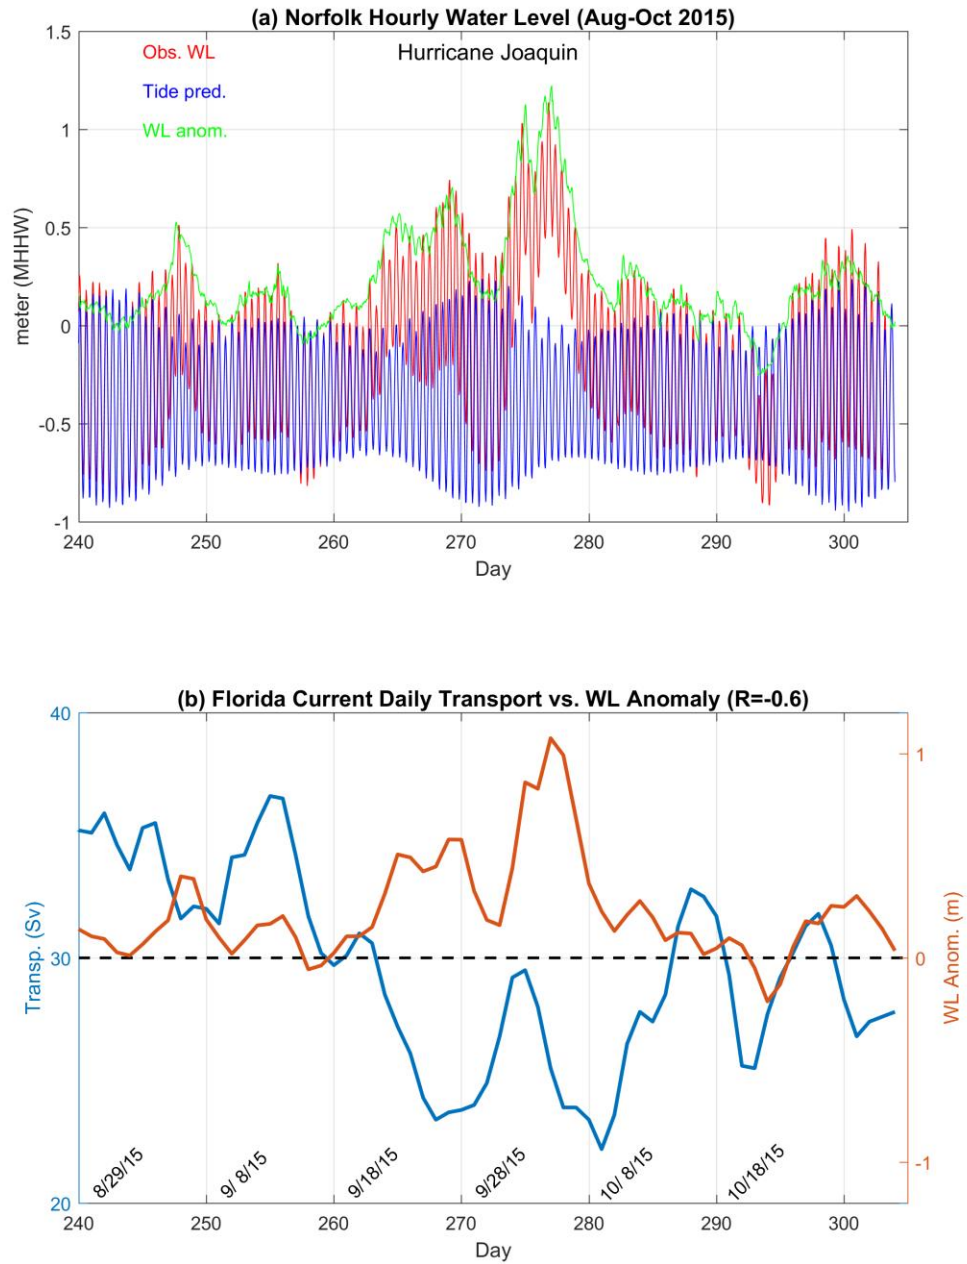 (a) Norfolk Hourly Water Level (Aug-Oct 2015)
Hurricane Joaquin
Obs. WL
Tide pred.
WL anom.
meter (MHHW)
1.5
1
0.5
0
-0.5
-1
240 250 260 270 280 290 300
Day
(b) Florida Current Daily Transport vs. WL Anomaly (R=-0.6)
Transp. (Sv)
40
30
20
WL Anom. (m)
1
0
-1
8/29/15 9/ 8/15 9/18/15 9/28/15 10/ 8/15 10/18/15
240 250 260 270 280 290 300
Day